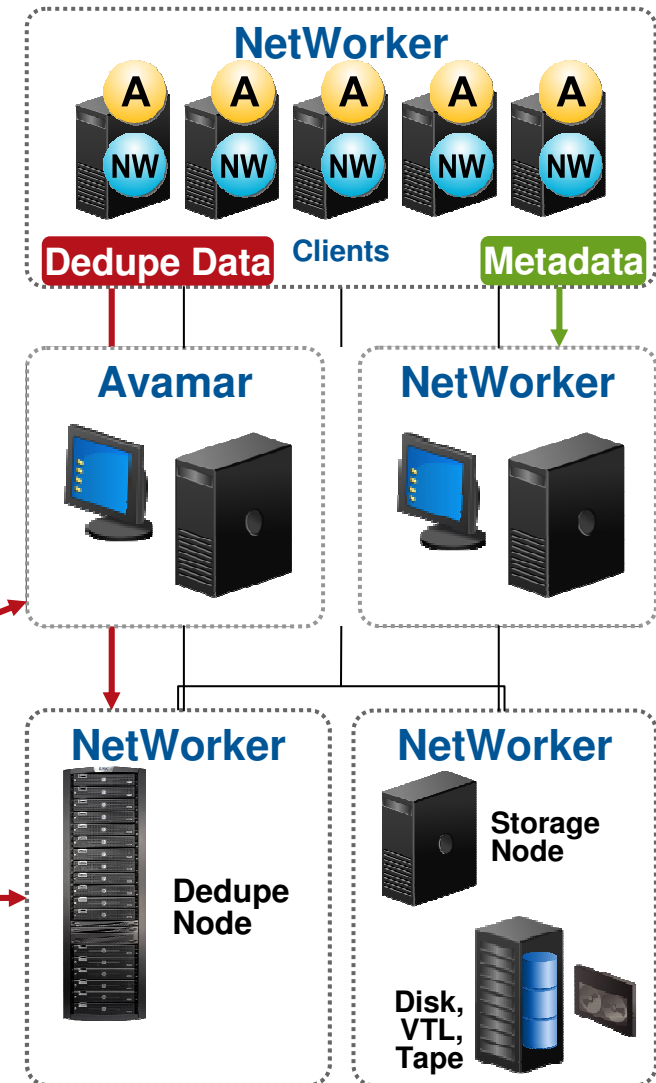 NetWorker
A A A A A
NW NW NW NW NW
Dedupe Data
Clients
Metadata
Avamar
NetWorker
NetWorker
Dedupe
Node
NetWorker
Storage
Node
Disk,
VTL,
Tape